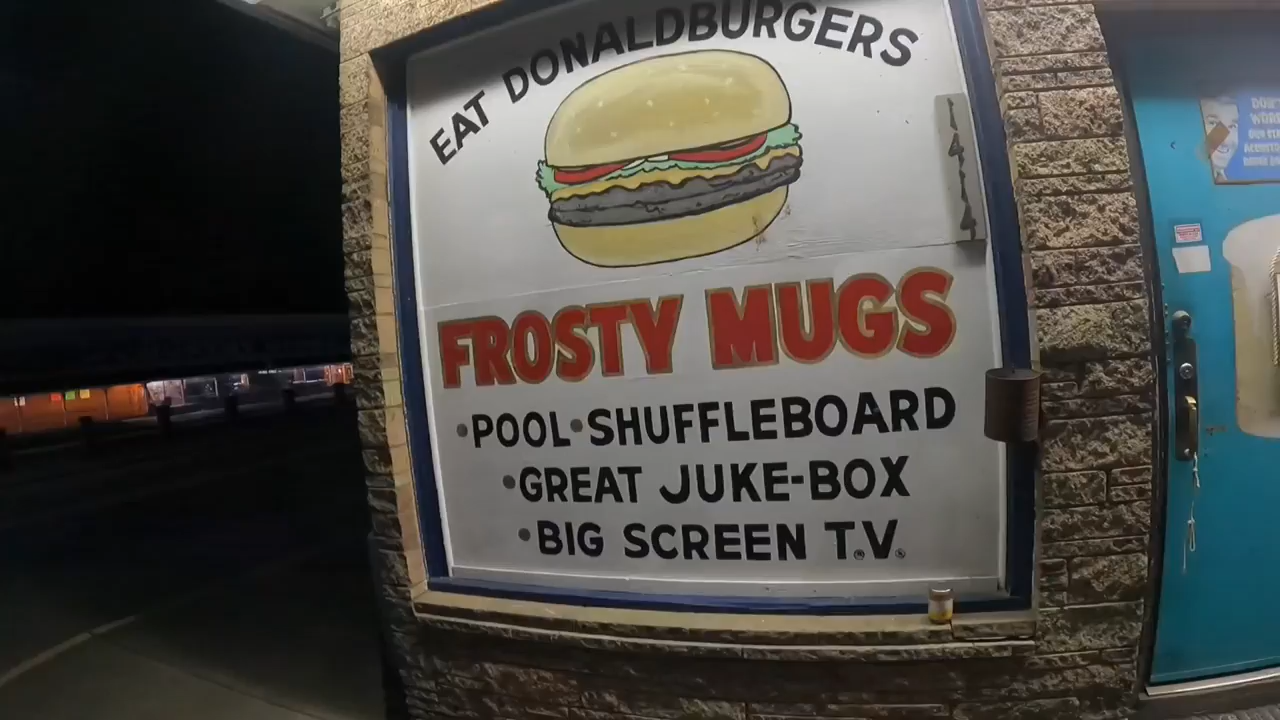 EAT DONALDBURGERS
FROSTY MUGS
•POOL•SHUFFLEBOARD
•GREAT JUKE-BOX
•BIG SCREEN T.V.